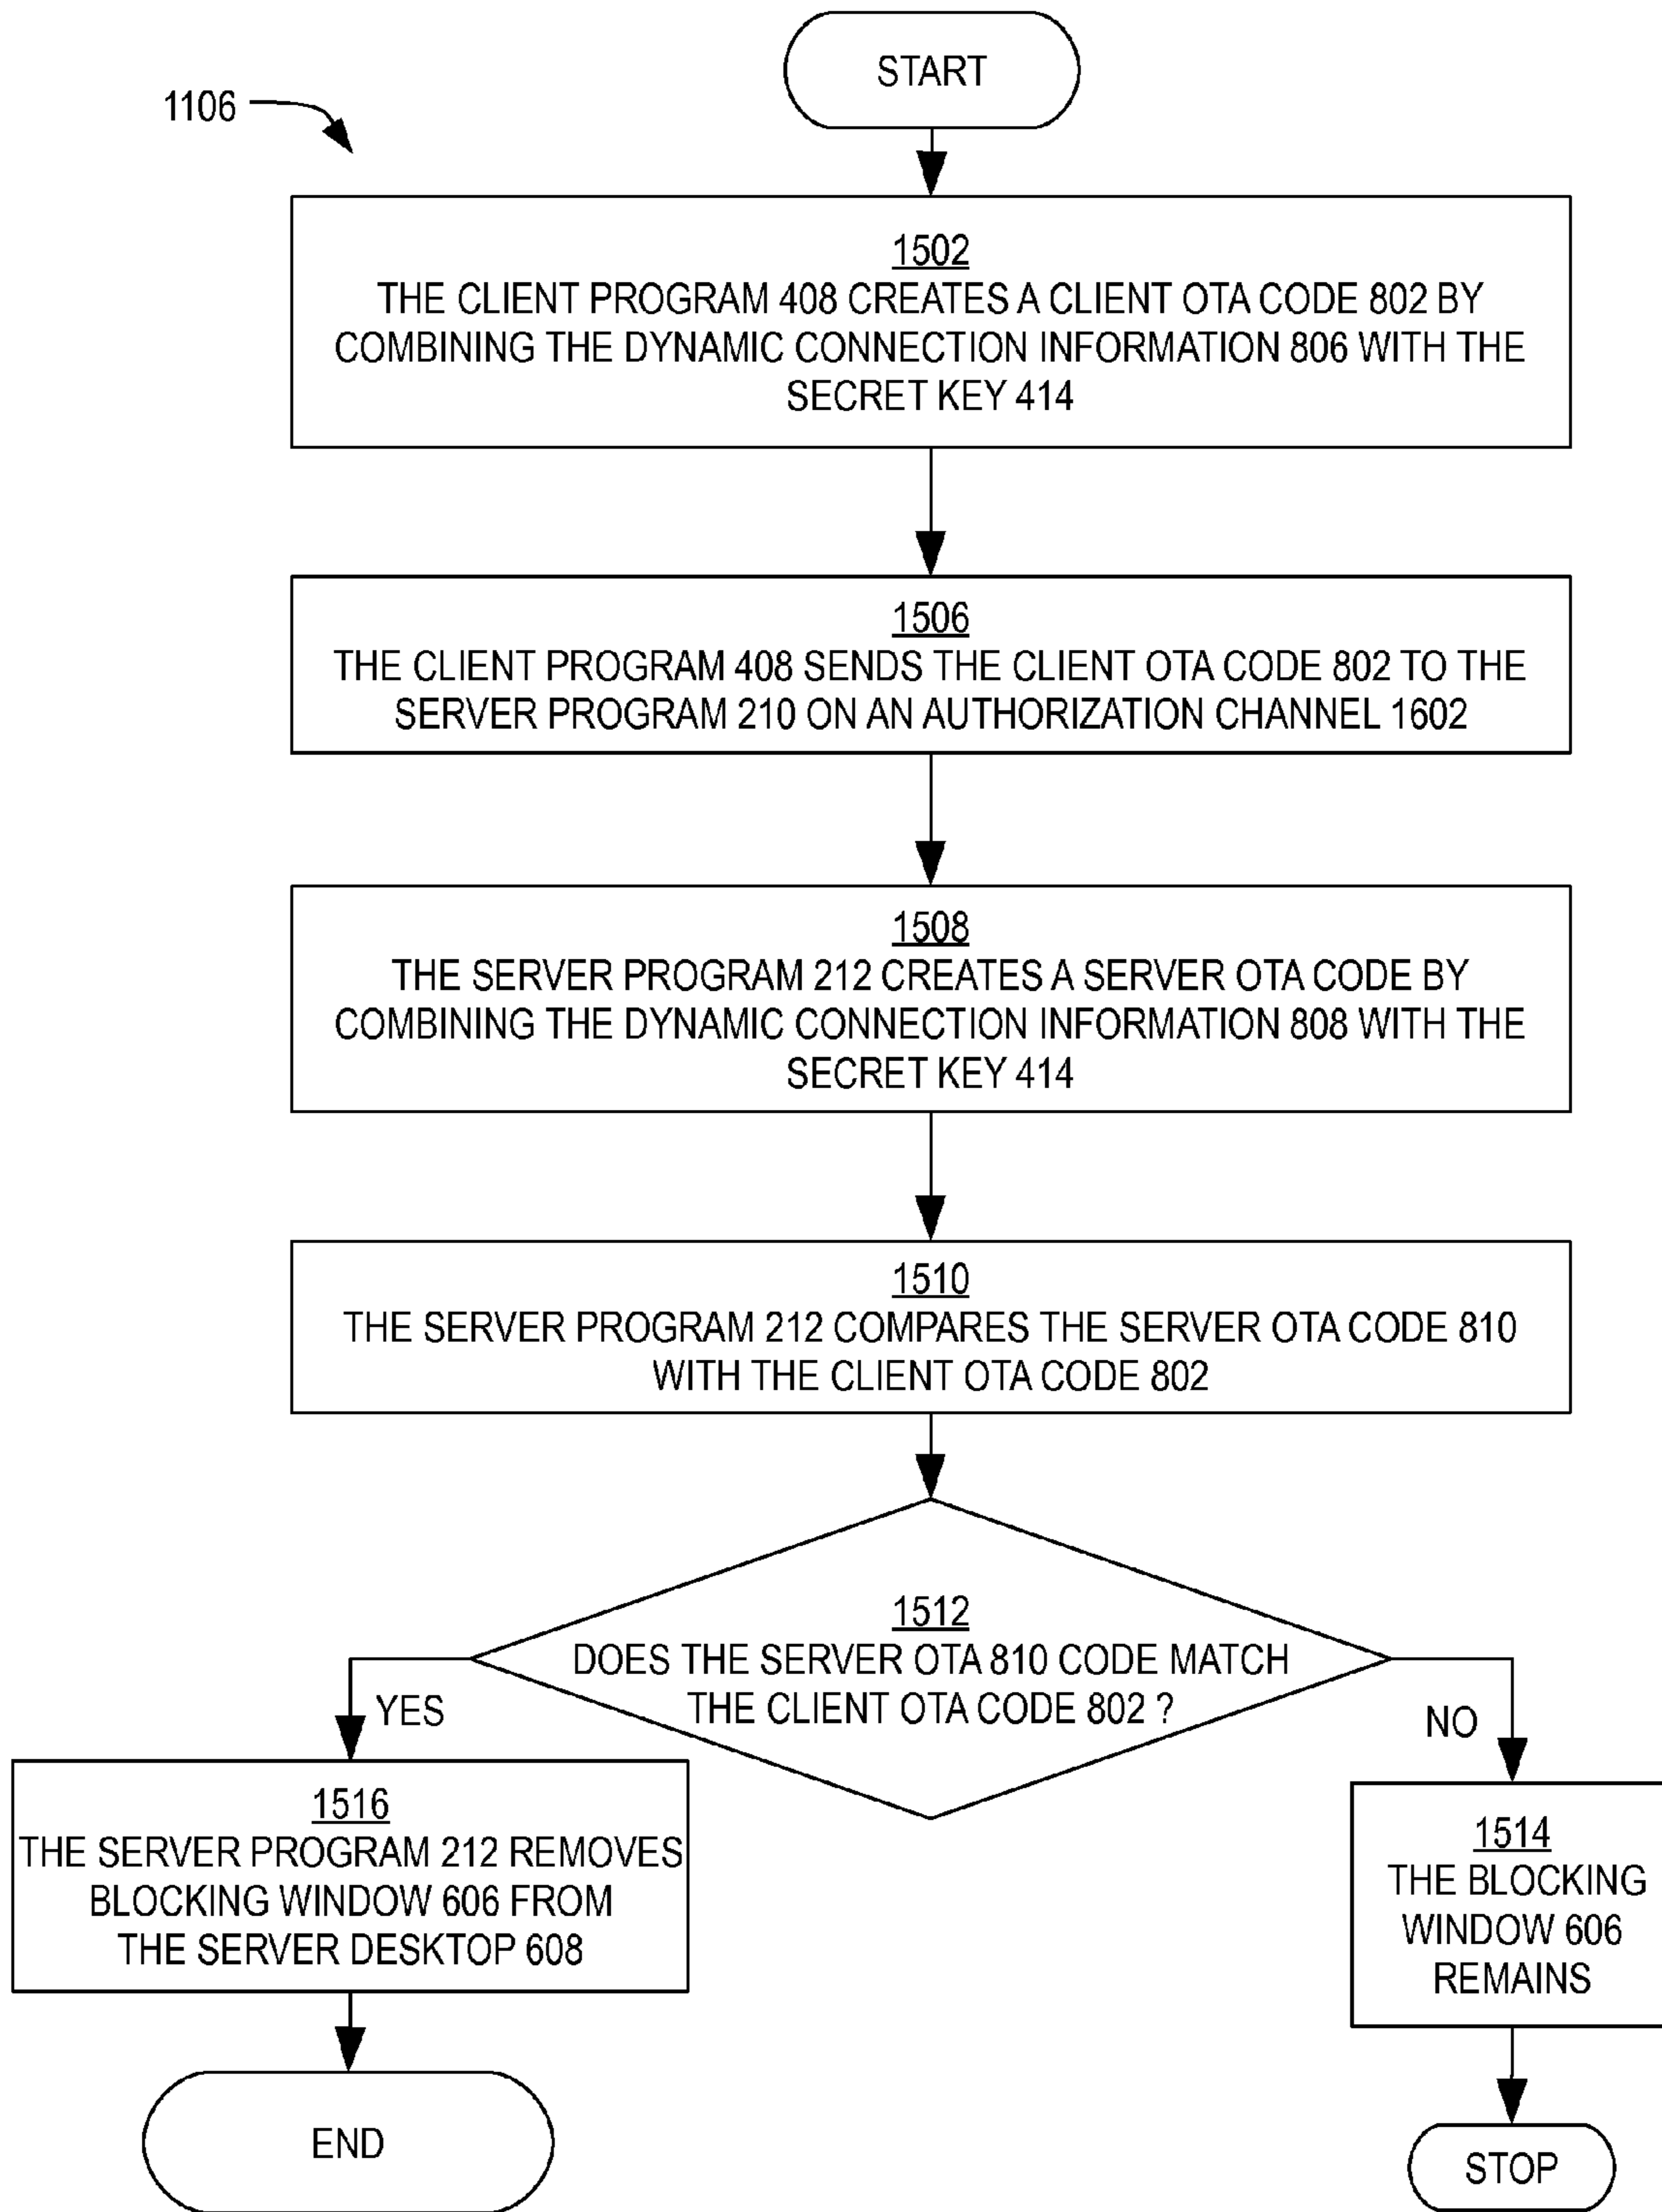 START
1106
1502
THE CLIENT PROGRAM 408 CREATES A CLIENT OTA CODE 802 BY
COMBINING THE DYNAMIC CONNECTION INFORMATION 806 WITH THE
SECRET KEY 414
1506
THE CLIENT PROGRAM 408 SENDS THE CLIENT OTA CODE 802 TO THE
SERVER PROGRAM 210 ON AN AUTHORIZATION CHANNEL 1602
1508
THE SERVER PROGRAM 212 CREATES A SERVER OTA CODE BY
COMBINING THE DYNAMIC CONNECTION INFORMATION 808 WITH THE
SECRET KEY 414
1510
THE SERVER PROGRAM 212 COMPARES THE SERVER OTA CODE 810
WITH THE CLIENT OTA CODE 802
1512
DOES THE SERVER OTA 810 CODE MATCH
THE CLIENT OTA CODE 802 ?
YES
NO
1516
THE SERVER PROGRAM 212 REMOVES
BLOCKING WINDOW 606 FROM
THE SERVER DESKTOP 608
1514
THE BLOCKING
WINDOW 606
REMAINS
END
STOP